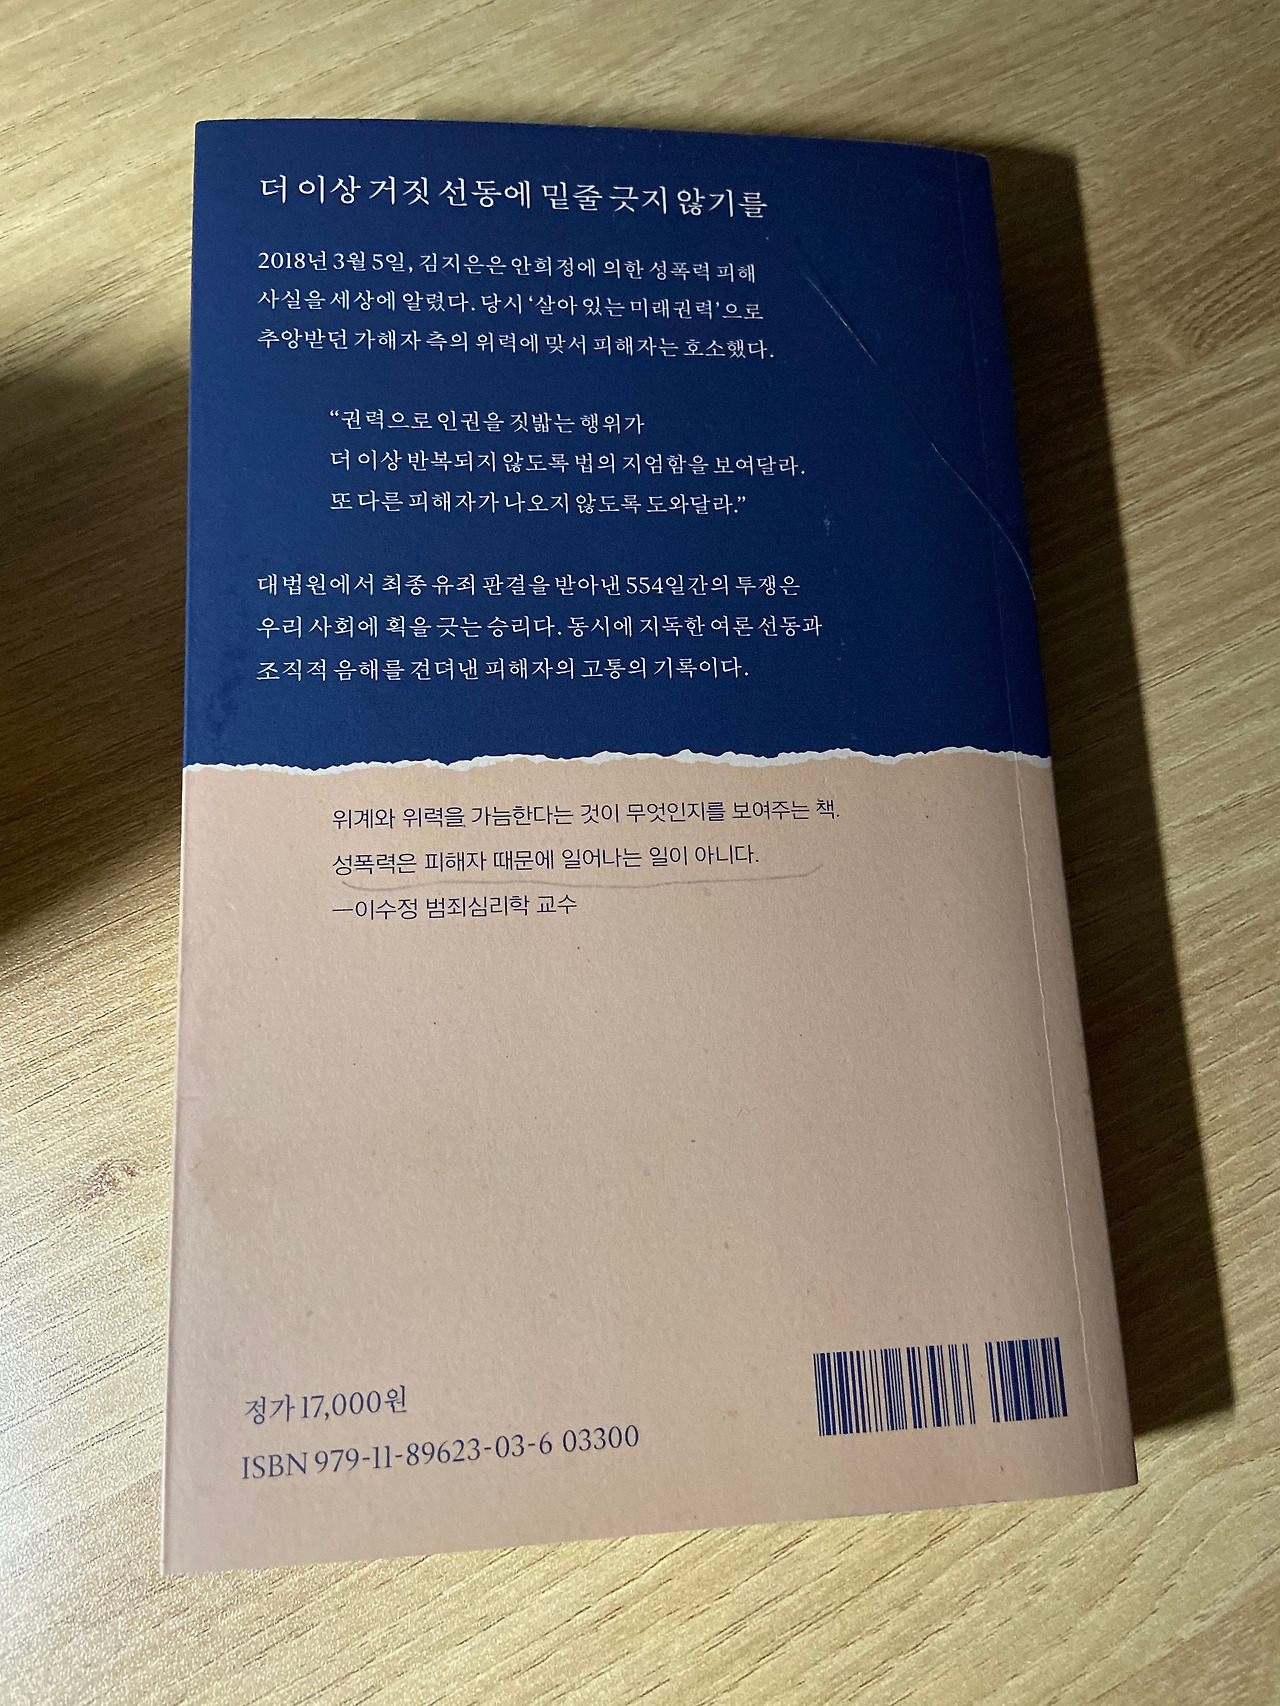 더 이상 거짓 선동에 밑줄 긋지 않기를
2018년 3월 5일, 김지은은 안희정에 의한 성폭력 피해
사실을 세상에 알렸다. 당시 ‘살아 있는 미래권력’으로
추앙받던 가해자 측의 위력에 맞서 피해자는 호소했다.
“권력으로 인권을 짓밟는 행위가
더 이상 반복되지 않도록 법의 지엄함을 보여달라.
또 다른 피해자가 나오지 않도록 도와달라.”
대법원에서 최종 유죄 판결을 받아낸 554일간의 투쟁은
우리 사회에 획을 긋는 승리다. 동시에 지독한 여론 선동과
조직적 음해를 견뎌낸 피해자의 고통의 기록이다.
위계와 위력을 가늠한다는 것이 무엇인지를 보여주는 책.
성폭력은 피해자 때문에 일어나는 일이 아니다.
—이수정 범죄심리학 교수
정가 17,000원
ISBN 979-11-89623-03-6 03300